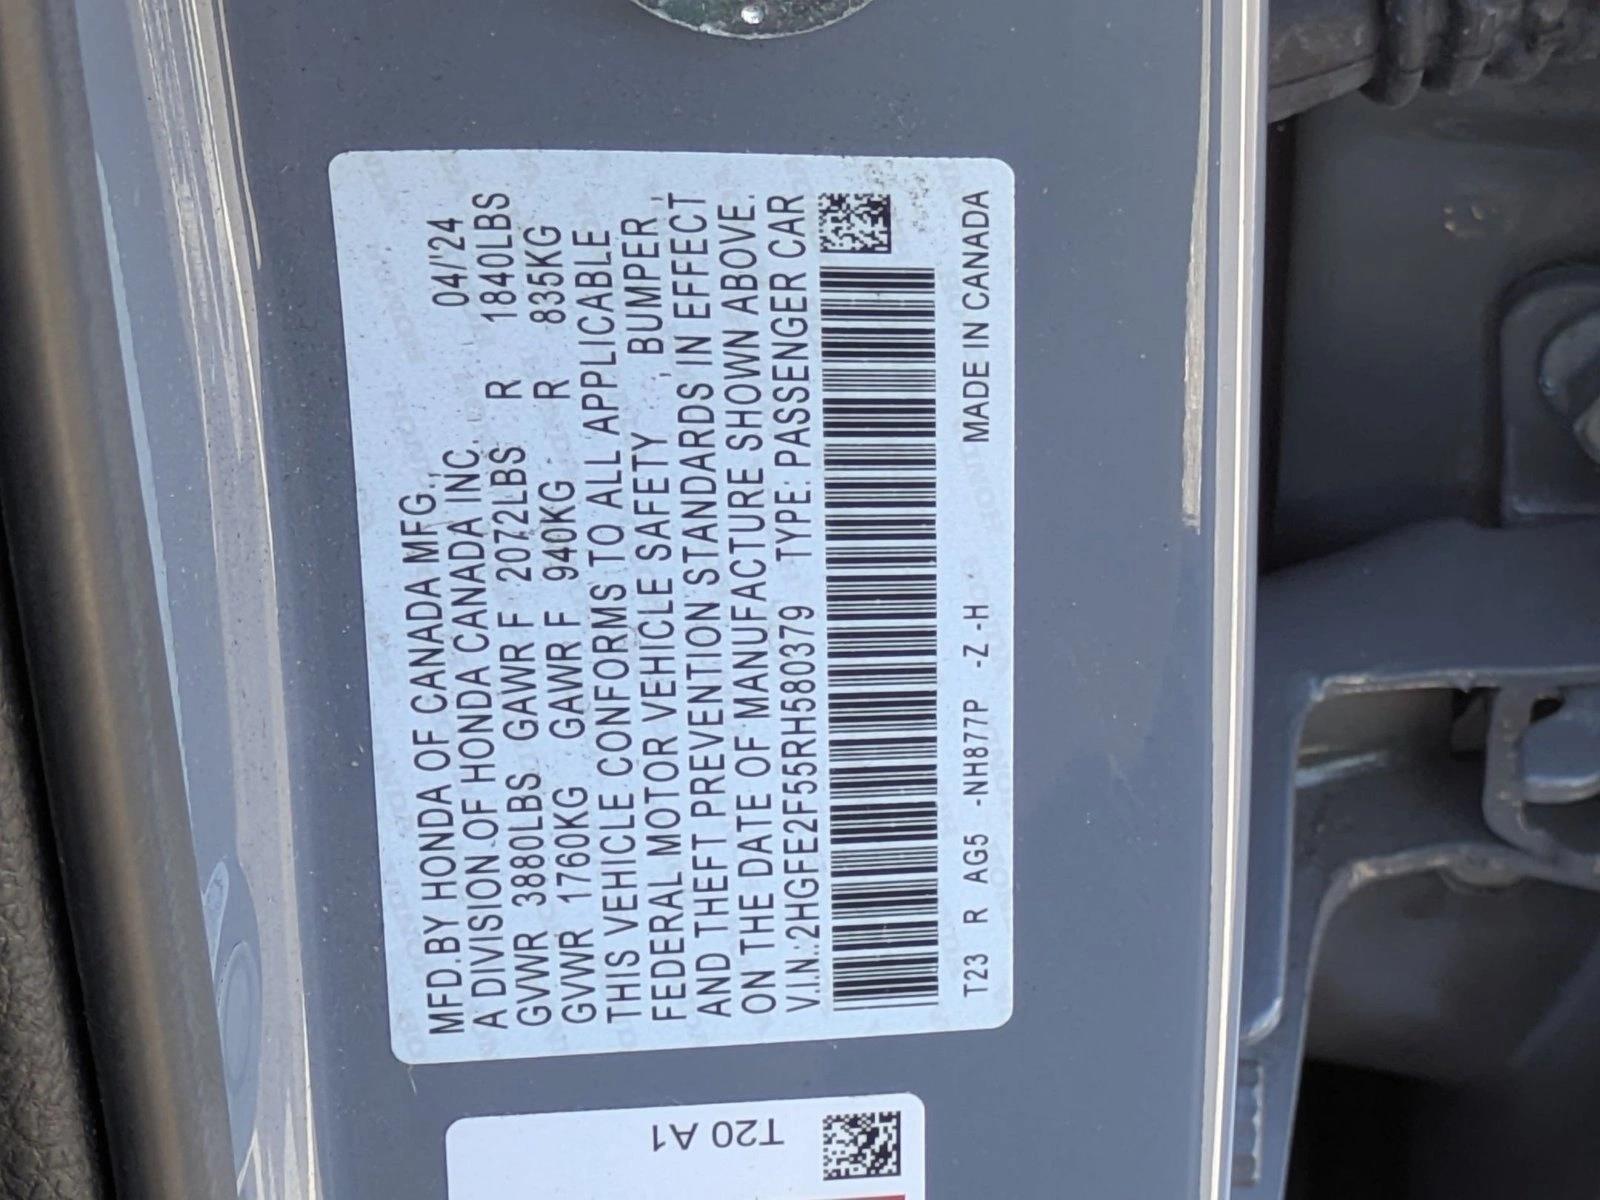 MFD.BY HONDA OF CANADA MFG., 04/'24
A DIVISION OF HONDA CANADA INC.
GVWR 3880LBS GAWR F 2072LBS R 1840LBS
GVWR 1760KG GAWR F 940KG R 835KG
THIS VEHICLE CONFORMS TO ALL APPLICABLE
FEDERAL MOTOR VEHICLE SAFETY , BUMPER ,
AND THEFT PREVENTION STANDARDS IN EFFECT
ON THE DATE OF MANUFACTURE SHOWN ABOVE.
V.I.N.:2HGFE2F55RH580379 TYPE: PASSENGER CAR
T23 R AG5 -NH877P -Z -H MADE IN CANADA
T20 A1